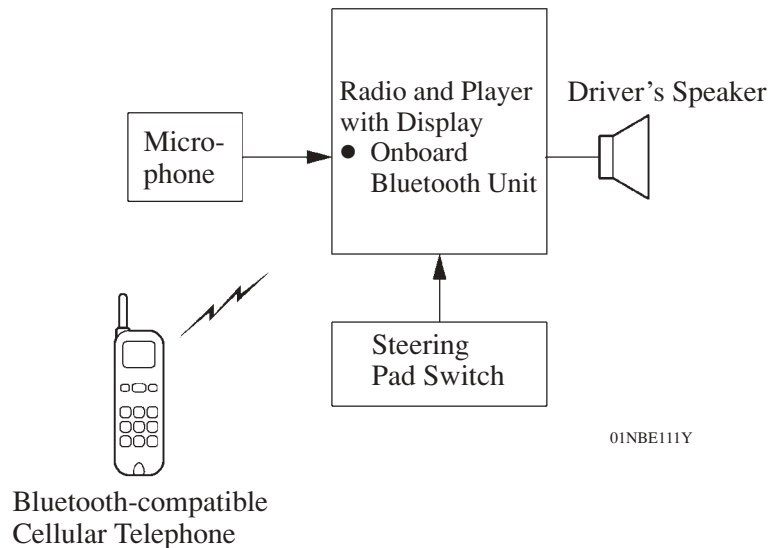 Radio and Player
with Display
● Onboard
Bluetooth Unit
Driver's Speaker
Micro-
phone
Steering
Pad Switch
01NBE111Y
Bluetooth-compatible
Cellular Telephone